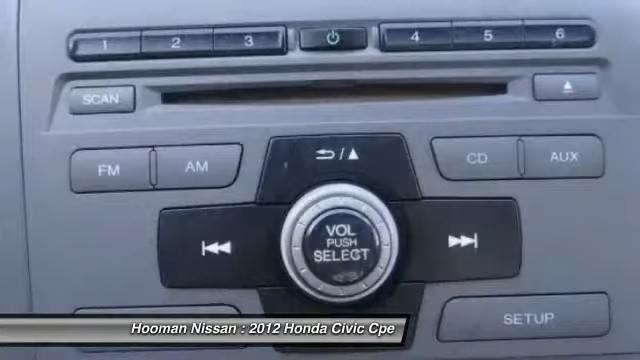 1 2 3 4 5 6
SCAN
FM AM CD AUX
VOL
PUSH
SELECT
SETUP
Hooman Nissan : 2012 Honda Civic Cpe